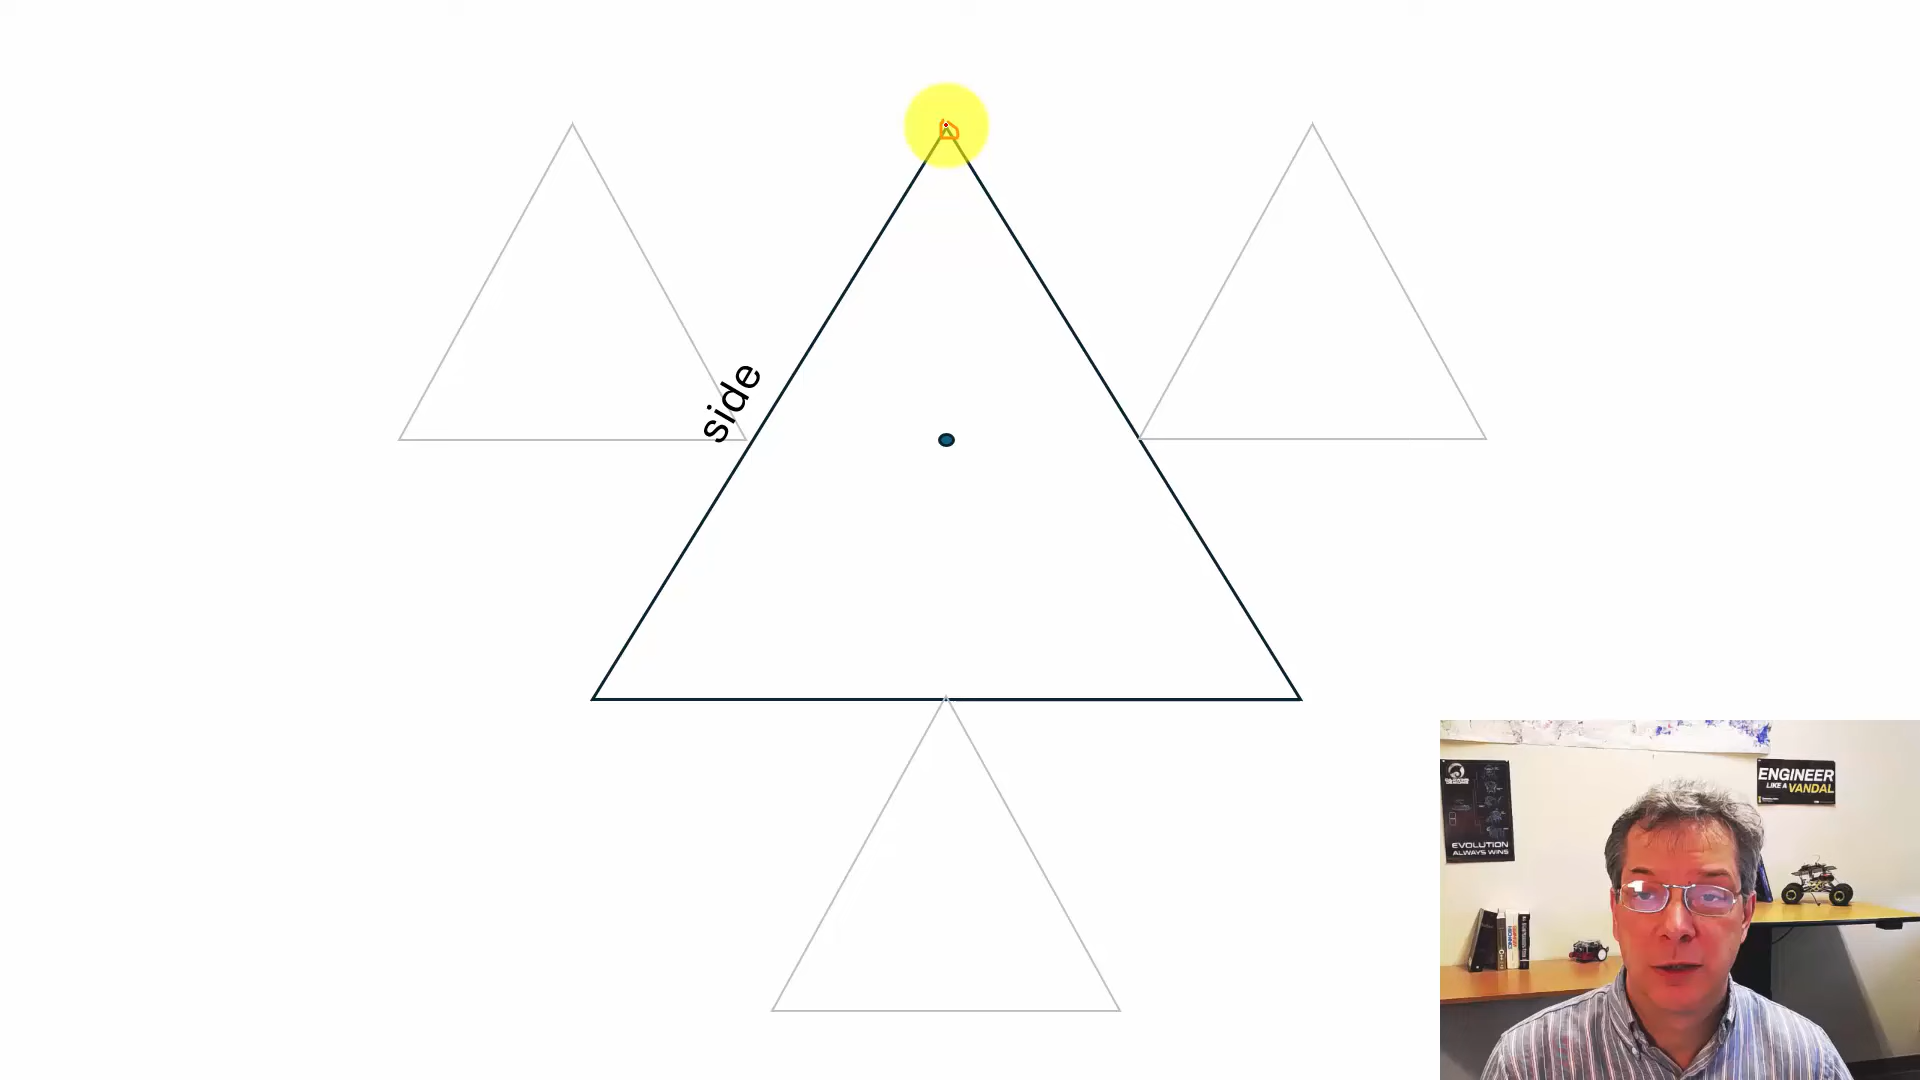 side
ENGINEER
LIKE A VANDAL
EVOLUTION
ALWAYS WINS